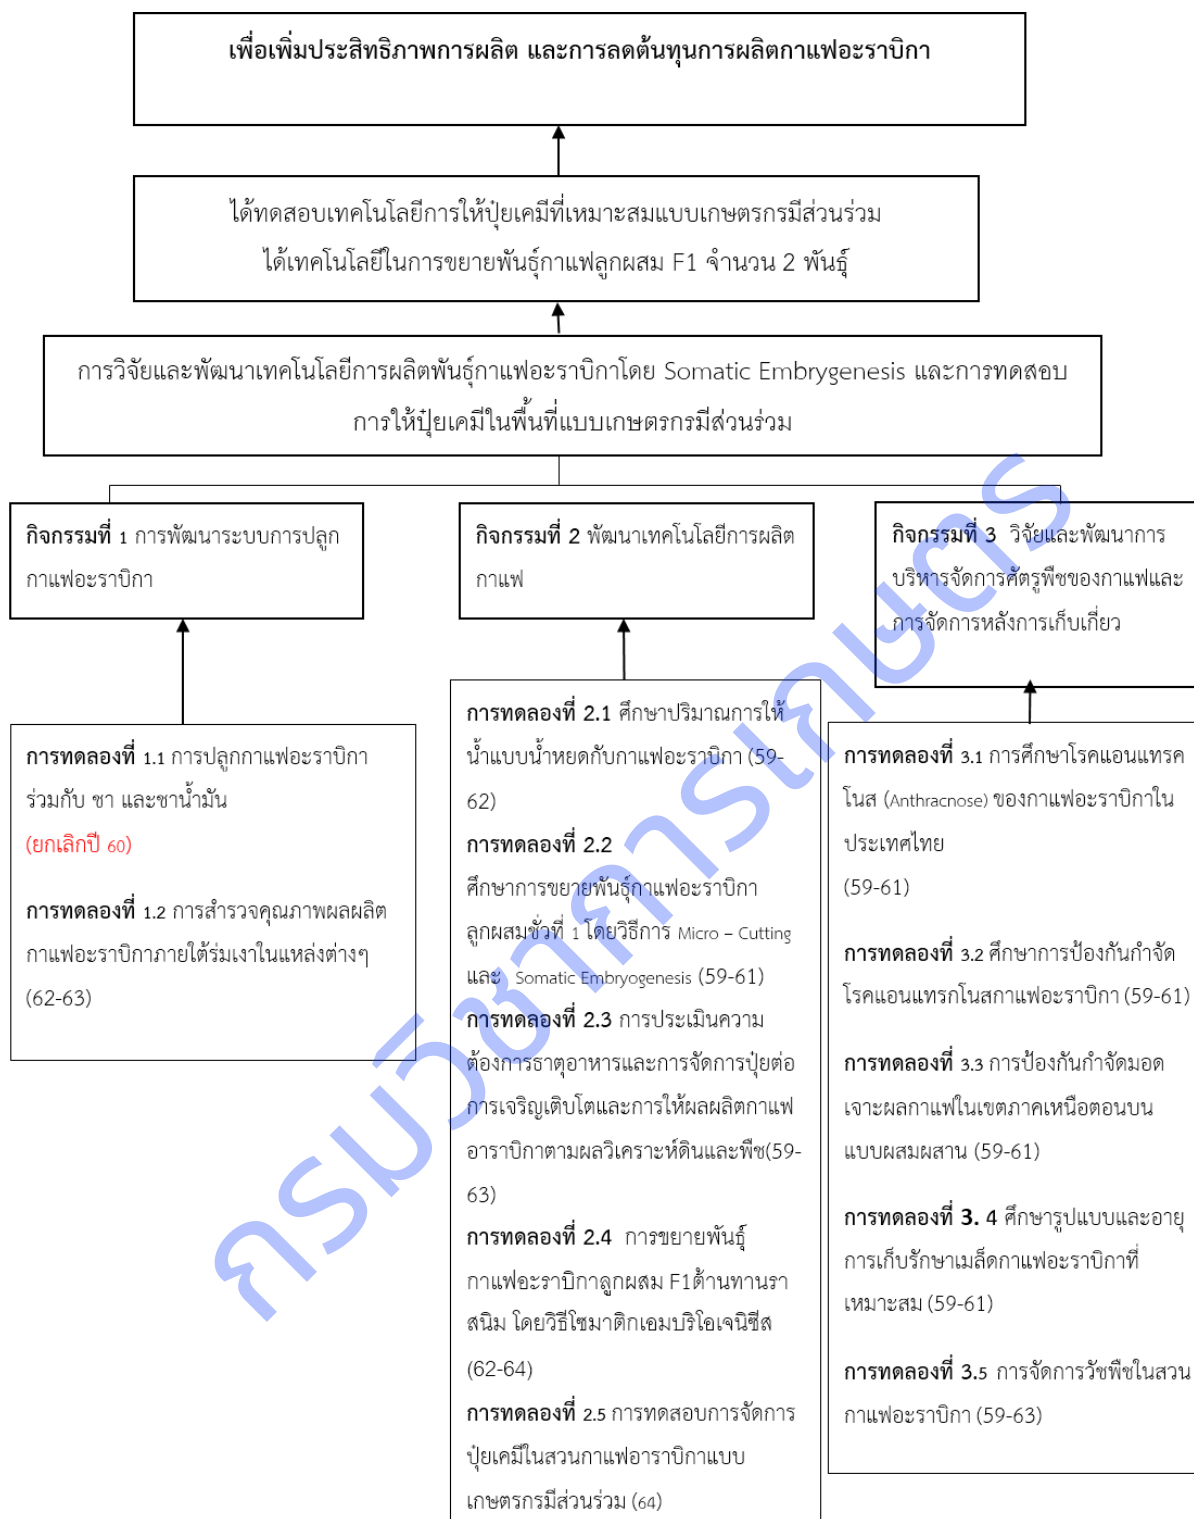 เพื่อเพิ่มประสิทธิภาพการผลิต และการลดต้นทุนการผลิตกาแฟอะราบิกา
ได้ทดสอบเทคโนโลยีการให้ปุ๋ยเคมีที่เหมาะสมแบบเกษตรกรมีส่วนร่วม
ได้เทคโนโลยีในการขยายพันธุ์กาแฟลูกผสม F1 จำนวน 2 พันธุ์
การวิจัยและพัฒนาเทคโนโลยีการผลิตพันธุ์กาแฟอะราบิกาโดย Somatic Embrygenesis และการทดสอบ
การให้ปุ๋ยเคมีในพื้นที่แบบเกษตรกรมีส่วนร่วม
กิจกรรมที่ 1 การพัฒนาระบบการปลูก
กาแฟอะราบิกา
การทดลองที่ 1.1 การปลูกกาแฟอะราบิกา
ร่วมกับ ชา และชาน้ำมัน
(ยกเลิกปี 60)
การทดลองที่ 1.2 การสำรวจคุณภาพผลผลิต
กาแฟอะราบิกาภายใต้ร่มเงาในแหล่งต่างๆ
(62-63)
กิจกรรมที่ 2 พัฒนาเทคโนโลยีการผลิต
กาแฟ
การทดลองที่ 2.1 ศึกษาปริมาณการให้
น้ำแบบน้ำหยดกับกาแฟอะราบิกา (59-
62)
การทดลองที่ 2.2
ศึกษาการขยายพันธุ์กาแฟอะราบิกา
ลูกผสมชั่วที่ 1 โดยวิธีการ Micro – Cutting
และ Somatic Embryogenesis (59-61)
การทดลองที่ 2.3 การประเมินความ
ต้องการธาตุอาหารและการจัดการปุ๋ยต่อ
การเจริญเติบโตและการให้ผลผลิตกาแฟ
อาราบิกาตามผลวิเคราะห์ดินและพืช(59-
63)
การทดลองที่ 2.4 การขยายพันธุ์
กาแฟอะราบิกาลูกผสม F1ต้านทานรา
สนิม โดยวิธีโซมาติกเอมบริโอเจนิซีส
(62-64)
การทดลองที่ 2.5 การทดสอบการจัดการ
ปุ๋ยเคมีในสวนกาแฟอาราบิกาแบบ
เกษตรกรมีส่วนร่วม (64)
กิจกรรมที่ 3 วิจัยและพัฒนาการ
บริหารจัดการศัตรูพืชของกาแฟและ
การจัดการหลังการเก็บเกี่ยว
การทดลองที่ 3.1 การศึกษาโรคแอนแทรค
โนส (Anthracnose) ของกาแฟอะราบิกาใน
ประเทศไทย
(59-61)
การทดลองที่ 3.2 ศึกษาการป้องกันกำจัด
โรคแอนแทรกโนสกาแฟอะราบิกา (59-61)
การทดลองที่ 3.3 การป้องกันกำจัดมอด
เจาะผลกาแฟในเขตภาคเหนือตอนบน
แบบผสมผสาน (59-61)
การทดลองที่ 3. 4 ศึกษารูปแบบและอายุ
การเก็บรักษาเมล็ดกาแฟอะราบิกาที่
เหมาะสม (59-61)
การทดลองที่ 3.5 การจัดการวัชพืชในสวน
กาแฟอะราบิกา (59-63)
กรมวิชาการเกษตร